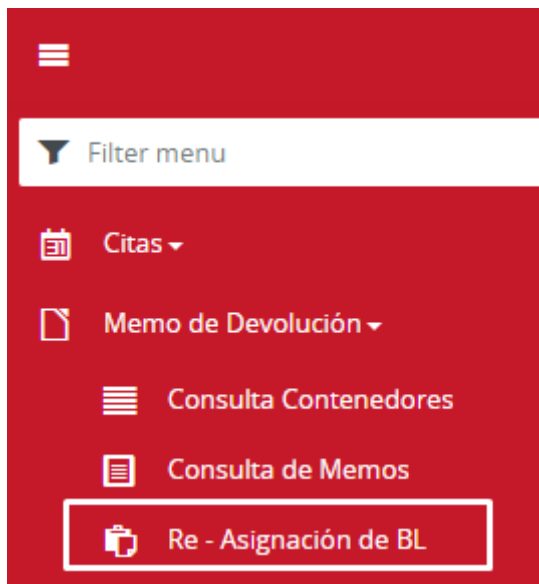 Filter menu
Citas
Memo de Devolución
Consulta Contenedores
Consulta de Memos
Re - Asignación de BL